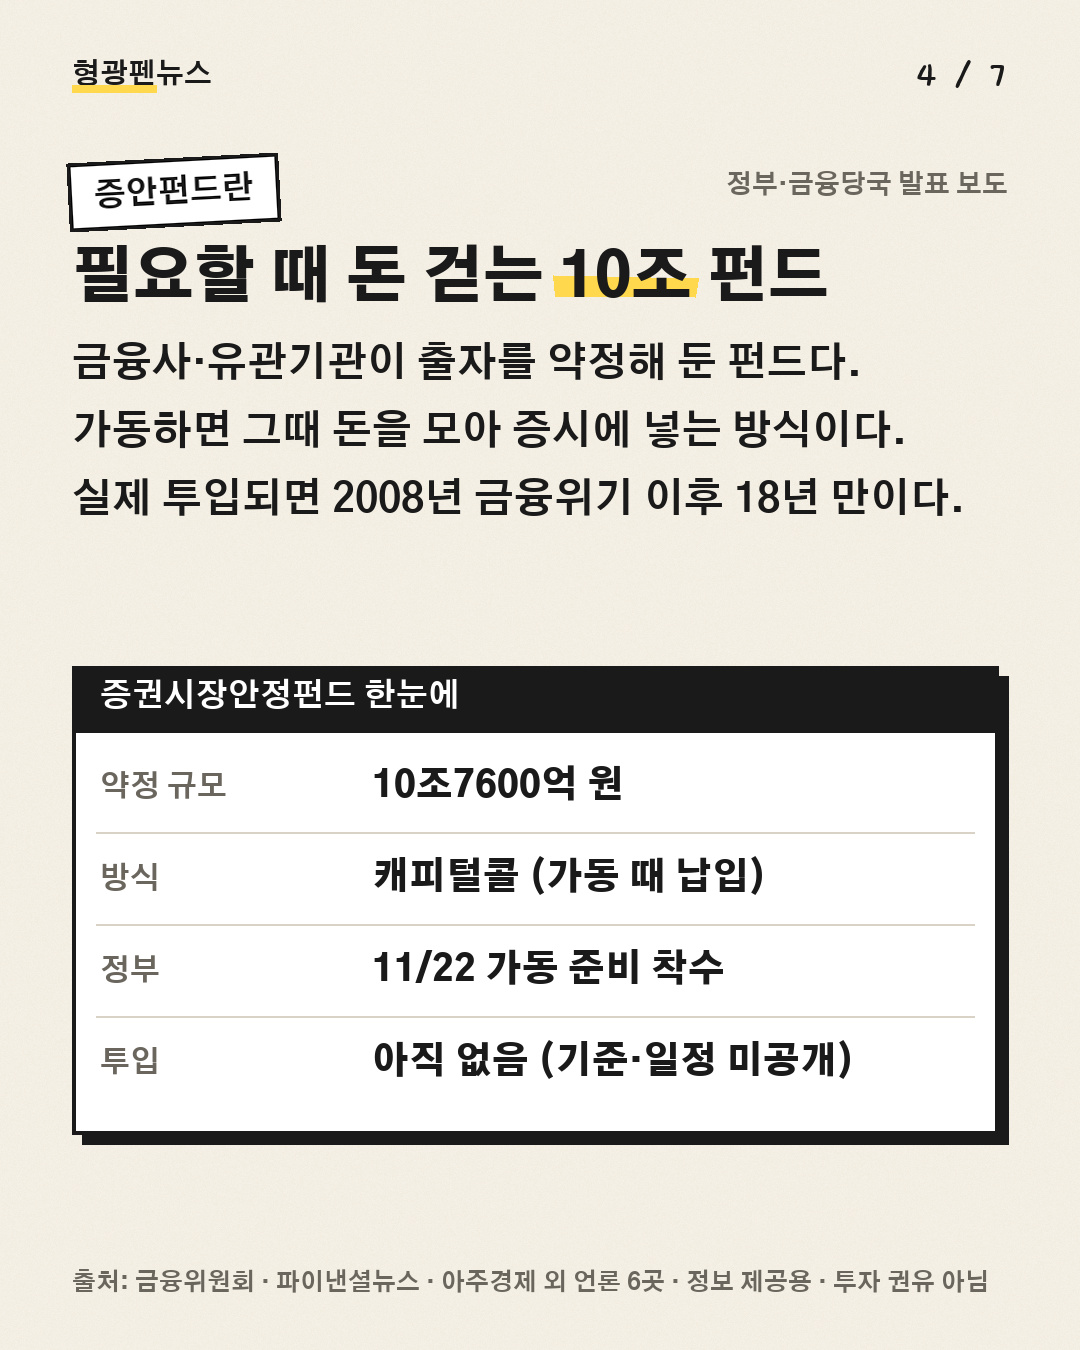 형광펜뉴스
4 / 7
증안펀드란
정부·금융당국 발표 보도
필요할 때 돈 걷는 10조 펀드
금융사·유관기관이 출자를 약정해 둔 펀드다.
가동하면 그때 돈을 모아 증시에 넣는 방식이다.
실제 투입되면 2008년 금융위기 이후 18년 만이다.
증권시장안정펀드 한눈에
약정 규모 10조7600억 원
방식 캐피털콜 (가동 때 납입)
정부 11/22 가동 준비 착수
투입 아직 없음 (기준·일정 미공개)
출처: 금융위원회 · 파이낸셜뉴스 · 아주경제 외 언론 6곳 · 정보 제공용 · 투자 권유 아님